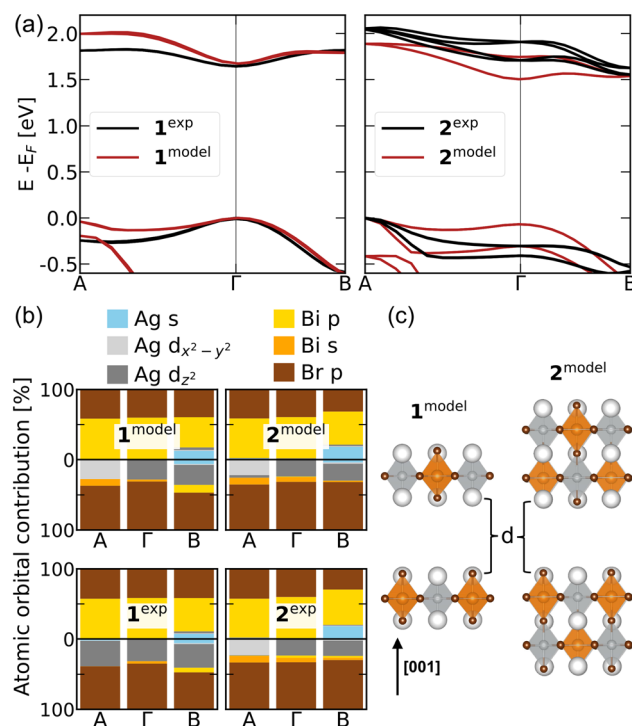 (a)
2.0
1.5
1.0
0.5
0.0
-0.5
E -E_F [eV]
1^exp
1^model
A Γ B
2^exp
2^model
A Γ B
(b)
Ag s
Ag d_{x²−y²}
Ag d_{z²}
Bi p
Bi s
Br p
Atomic orbital contribution [%]
100
0
100
1^model
A Γ B
2^model
A Γ B
100
0
100
1^exp
A Γ B
2^exp
A Γ B
(c)
2^model
1^model
d
[001]